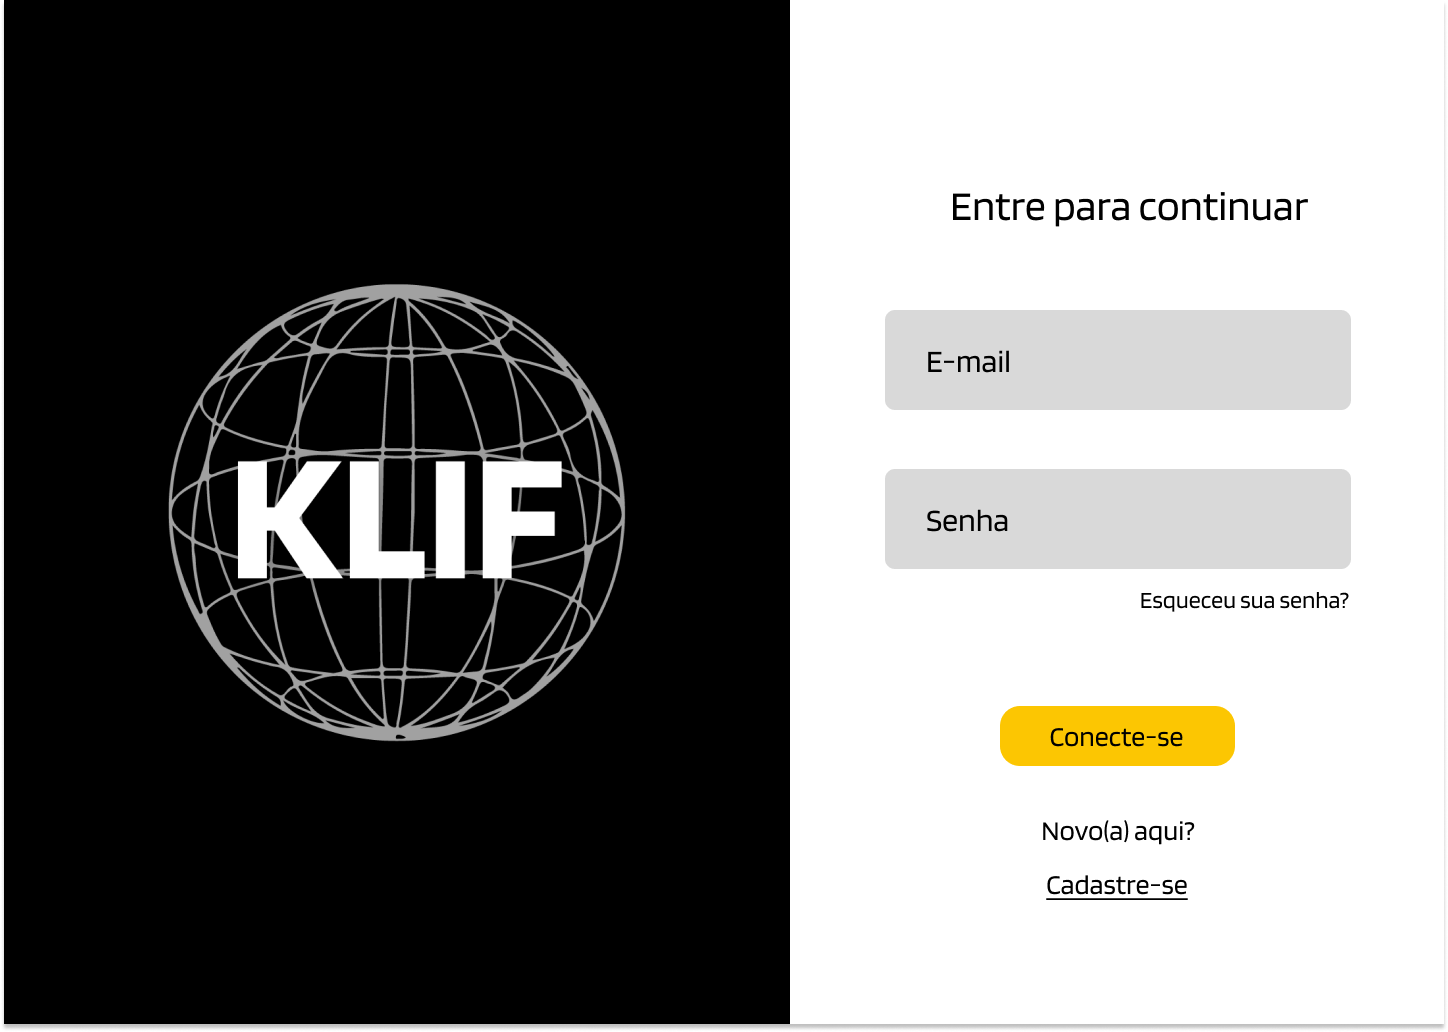 KLIF
Entre para continuar
E-mail
Senha
Esqueceu sua senha?
Conecte-se
Novo(a) aqui?
Cadastre-se